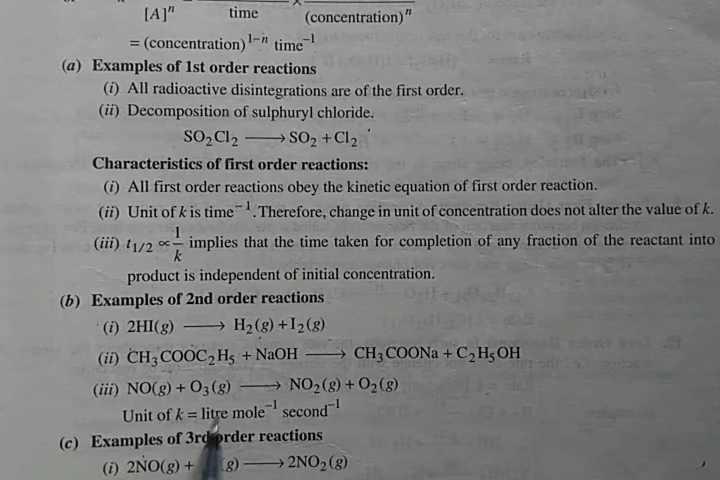 [A]ⁿ time × (concentration)ⁿ
= (concentration)¹⁻ⁿ time⁻¹
(a) Examples of 1st order reactions
(i) All radioactive disintegrations are of the first order.
(ii) Decomposition of sulphuryl chloride.
SO₂Cl₂ ⟶ SO₂ + Cl₂
Characteristics of first order reactions:
(i) All first order reactions obey the kinetic equation of first order reaction.
(ii) Unit of k is time⁻¹. Therefore, change in unit of concentration does not alter the value of k.
(iii) t₁/₂ ∝ 1/k implies that the time taken for completion of any fraction of the reactant into
product is independent of initial concentration.
(b) Examples of 2nd order reactions
(i) 2HI(g) ⟶ H₂(g) + I₂(g)
(ii) CH₃COOC₂H₅ + NaOH ⟶ CH₃COONa + C₂H₅OH
(iii) NO(g) + O₃(g) ⟶ NO₂(g) + O₂(g)
Unit of k = litre mole⁻¹ second⁻¹
(c) Examples of 3rd order reactions
(i) 2NO(g) + (g) ⟶ 2NO₂(g)